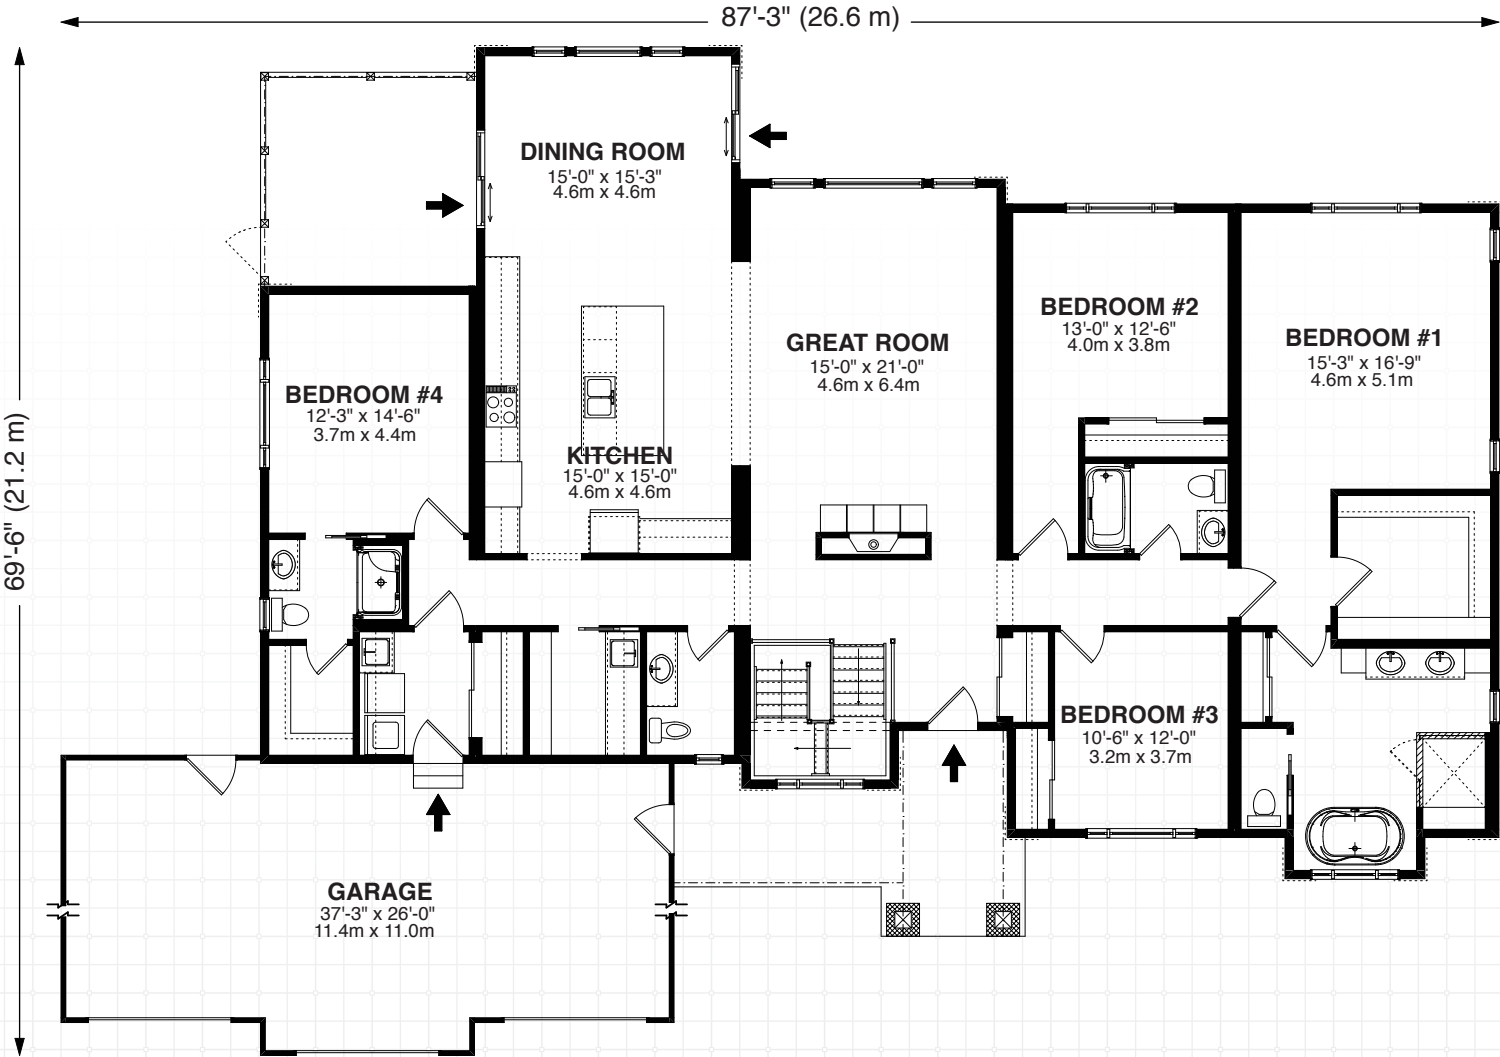 87'-3" (26.6 m)
69'-6" (21.2 m)
DINING ROOM
15'-0" x 15'-3"
4.6m x 4.6m
BEDROOM #2
13'-0" x 12'-6"
4.0m x 3.8m
GREAT ROOM
15'-0" x 21'-0"
4.6m x 6.4m
BEDROOM #1
15'-3" x 16'-9"
4.6m x 5.1m
BEDROOM #4
12'-3" x 14'-6"
3.7m x 4.4m
KITCHEN
15'-0" x 15'-0"
4.6m x 4.6m
BEDROOM #3
10'-6" x 12'-0"
3.2m x 3.7m
GARAGE
37'-3" x 26'-0"
11.4m x 11.0m